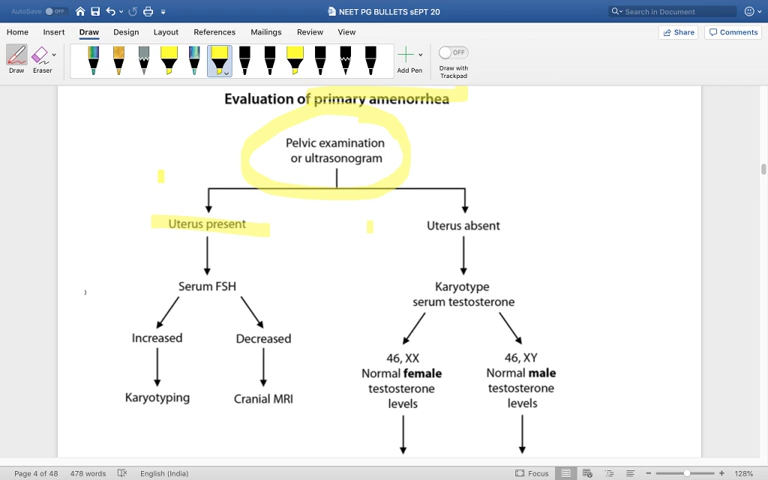 AutoSave OFF
NEET PG BULLETS sEPT 20
Search in Document
Home Insert Draw Design Layout References Mailings Review View
Share Comments
Draw Eraser Add Pen OFF Draw with Trackpad
Evaluation of primary amenorrhea
Pelvic examination
or ultrasonogram
Uterus present
Uterus absent
Serum FSH
Karyotype
serum testosterone
Increased
Decreased
Karyotyping
Cranial MRI
46, XX
Normal female
testosterone
levels
46, XY
Normal male
testosterone
levels
Page 4 of 48 478 words English (India) Focus 128%